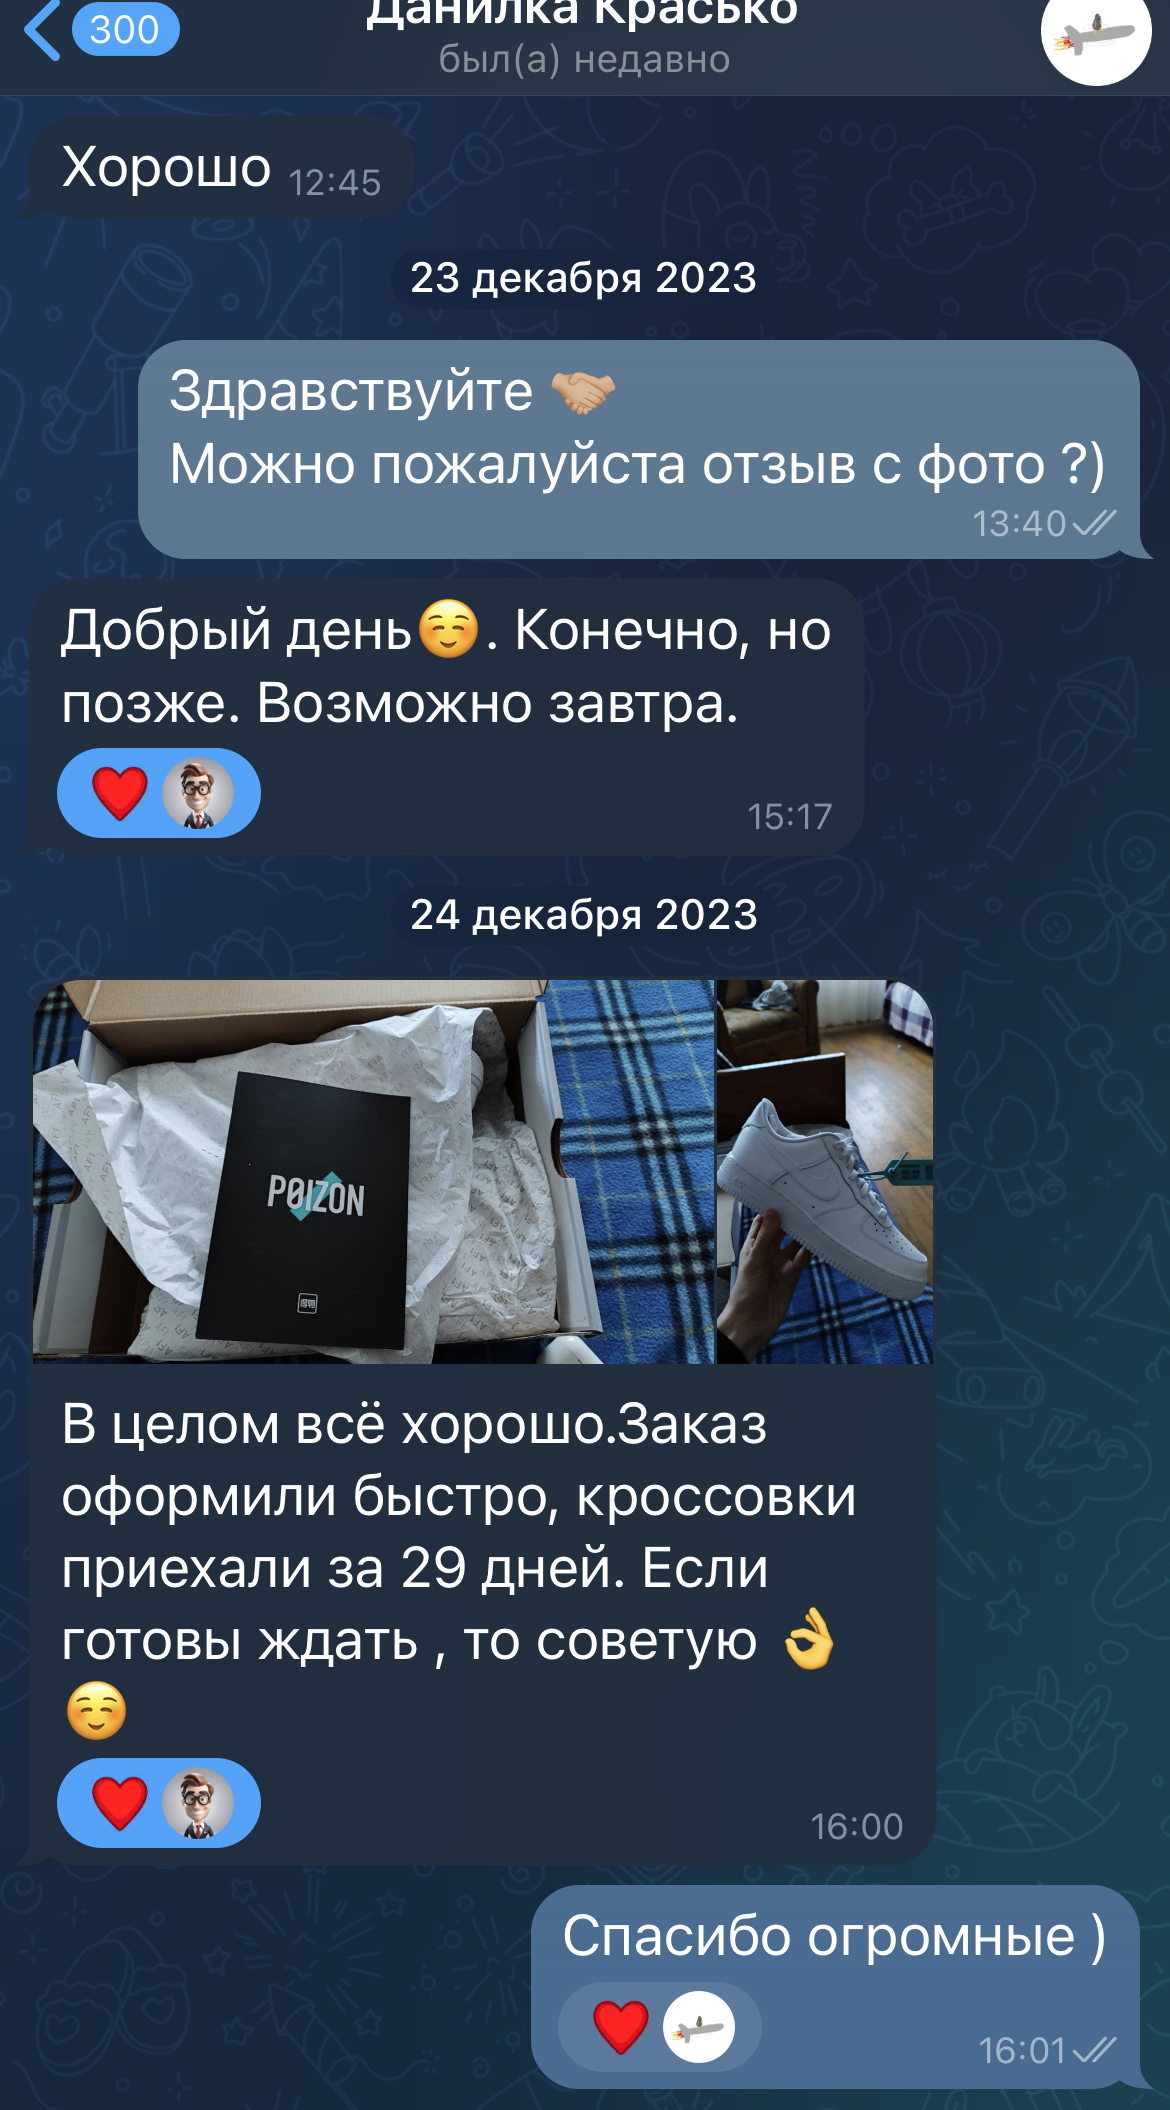 300
Данилка Красько
был(а) недавно
Хорошо 12:45
23 декабря 2023
Здравствуйте 🤝🏼
Можно пожалуйста отзыв с фото ?)
13:40
Добрый день☺️. Конечно, но
позже. Возможно завтра.
❤️
15:17
24 декабря 2023
POIZON
В целом всё хорошо.Заказ
оформили быстро, кроссовки
приехали за 29 дней. Если
готовы ждать , то советую 👌
☺️
❤️
16:00
Спасибо огромные )
❤️
16:01